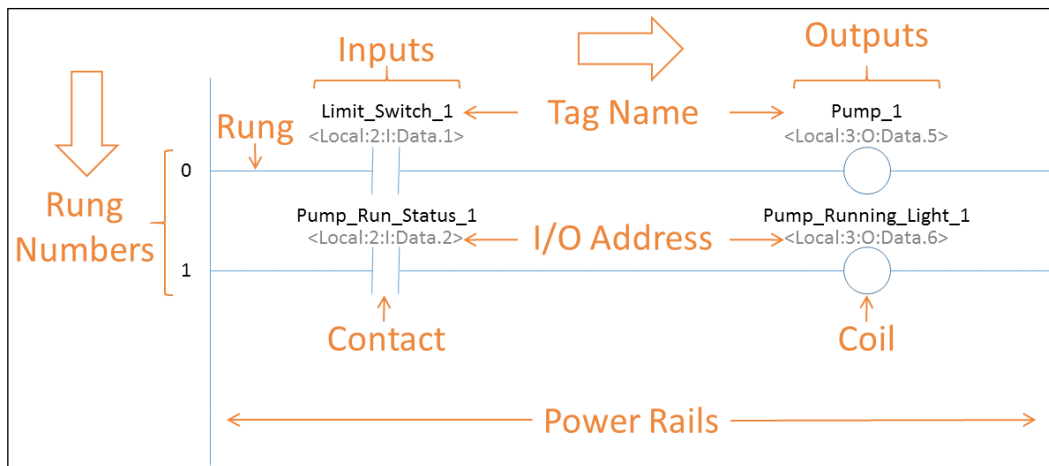 Inputs
Outputs
Limit_Switch_1
Tag Name
Pump_1
<Local:2:I:Data.1>
<Local:3:O:Data.5>
Rung
0
Rung
Numbers
Pump_Run_Status_1
Pump_Running_Light_1
<Local:2:I:Data.2>
I/O Address
<Local:3:O:Data.6>
1
Contact
Coil
Power Rails